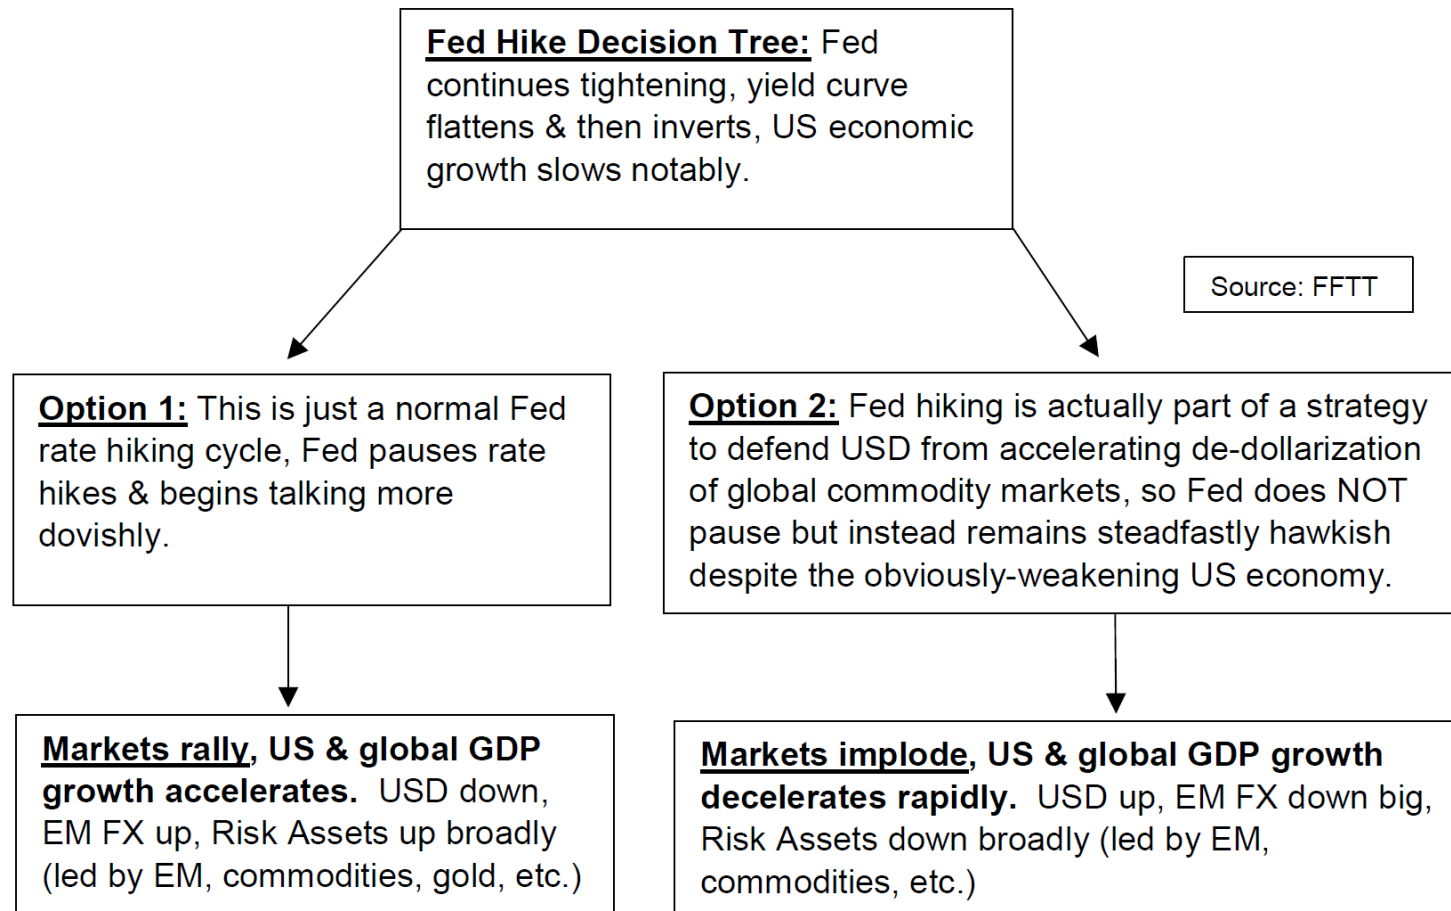 Fed Hike Decision Tree: Fed
continues tightening, yield curve
flattens & then inverts, US economic
growth slows notably.
Source: FFTT
Option 1: This is just a normal Fed
rate hiking cycle, Fed pauses rate
hikes & begins talking more
dovishly.
Option 2: Fed hiking is actually part of a strategy
to defend USD from accelerating de-dollarization
of global commodity markets, so Fed does NOT
pause but instead remains steadfastly hawkish
despite the obviously-weakening US economy.
Markets rally, US & global GDP
growth accelerates. USD down,
EM FX up, Risk Assets up broadly
(led by EM, commodities, gold, etc.)
Markets implode, US & global GDP growth
decelerates rapidly. USD up, EM FX down big,
Risk Assets down broadly (led by EM,
commodities, etc.)